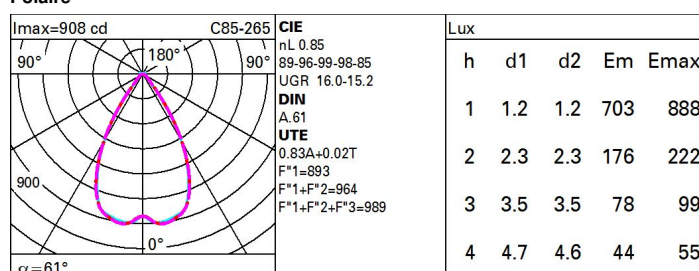 Polaire
Imax=908 cd C85-265
90° 180° 90°
900
0°
α=61°
CIE
nL 0.85
89-96-99-98-85
UGR 16.0-15.2
DIN
A.61
UTE
0.83A+0.02T
F"1=893
F"1+F"2=964
F"1+F"2+F"3=989
Lux
h d1 d2 Em Emax
1 1.2 1.2 703 888
2 2.3 2.3 176 222
3 3.5 3.5 78 99
4 4.7 4.6 44 55